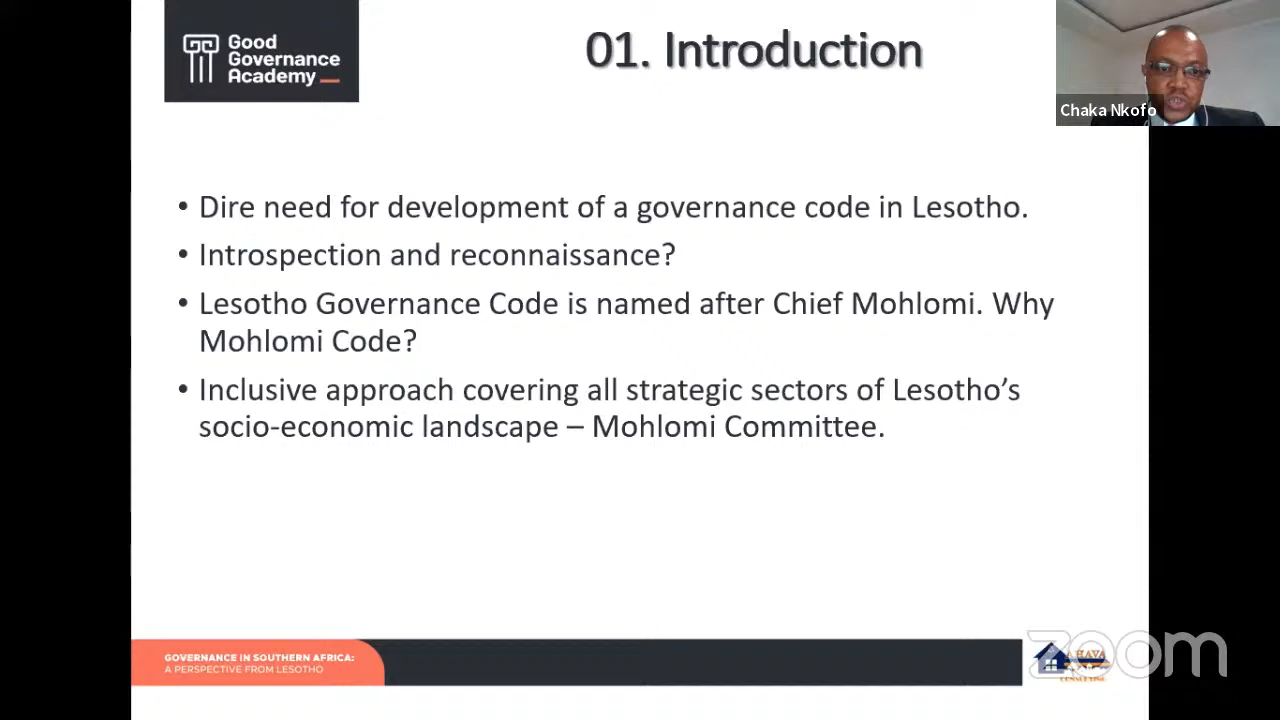 Good
Governance
Academy
01. Introduction
Chaka Nkofo
• Dire need for development of a governance code in Lesotho.
• Introspection and reconnaissance?
• Lesotho Governance Code is named after Chief Mohlomi. Why
Mohlomi Code?
• Inclusive approach covering all strategic sectors of Lesotho’s
socio-economic landscape – Mohlomi Committee.
GOVERNANCE IN SOUTHERN AFRICA:
A PERSPECTIVE FROM LESOTHO
zoom